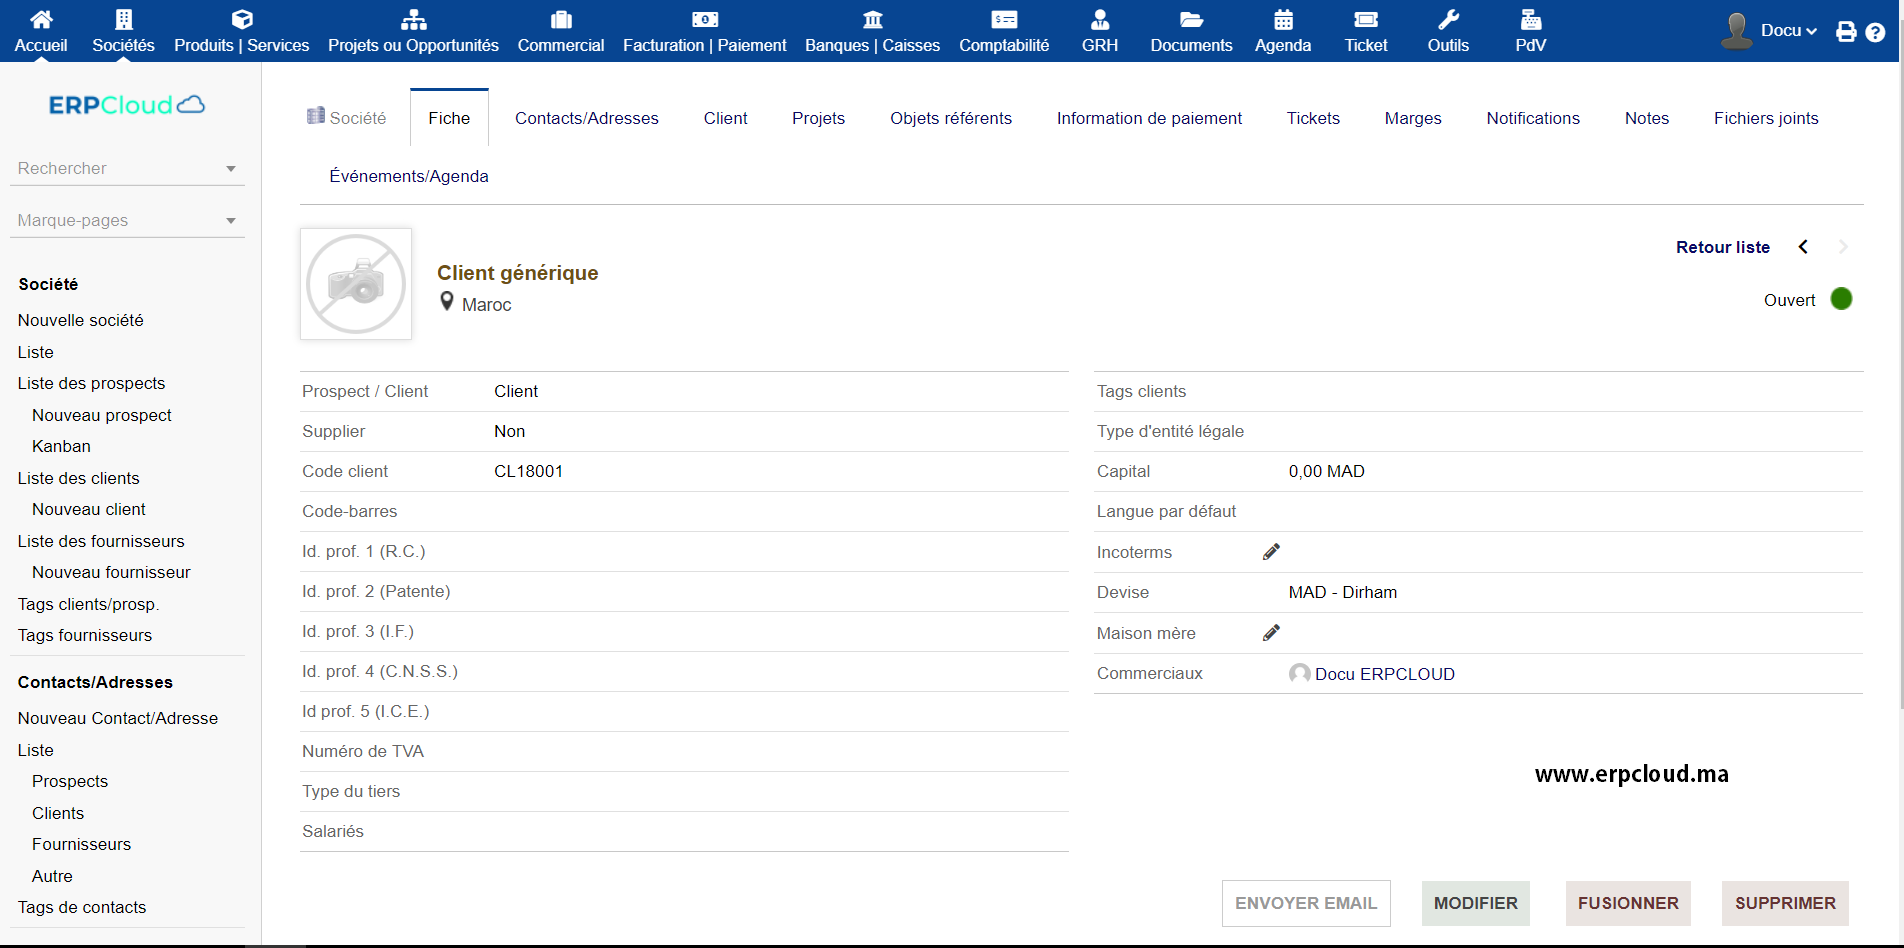 Accueil Sociétés Produits | Services Projets ou Opportunités Commercial Facturation | Paiement Banques | Caisses Comptabilité GRH Documents Agenda Ticket Outils PdV Docu
ERPCloud
Rechercher
Marque-pages
Société
Nouvelle société
Liste
Liste des prospects
Nouveau prospect
Kanban
Liste des clients
Nouveau client
Liste des fournisseurs
Nouveau fournisseur
Tags clients/prosp.
Tags fournisseurs
Contacts/Adresses
Nouveau Contact/Adresse
Liste
Prospects
Clients
Fournisseurs
Autre
Tags de contacts
Société Fiche Contacts/Adresses Client Projets Objets référents Information de paiement Tickets Marges Notifications Notes Fichiers joints
Événements/Agenda
Retour liste
Client générique
Maroc
Ouvert
Prospect / Client Client
Supplier Non
Code client CL18001
Code-barres
Id. prof. 1 (R.C.)
Id. prof. 2 (Patente)
Id. prof. 3 (I.F.)
Id. prof. 4 (C.N.S.S.)
Id prof. 5 (I.C.E.)
Numéro de TVA
Type du tiers
Salariés
Tags clients
Type d'entité légale
Capital 0,00 MAD
Langue par défaut
Incoterms
Devise MAD - Dirham
Maison mère
Commerciaux Docu ERPCLOUD
www.erpcloud.ma
ENVOYER EMAIL MODIFIER FUSIONNER SUPPRIMER